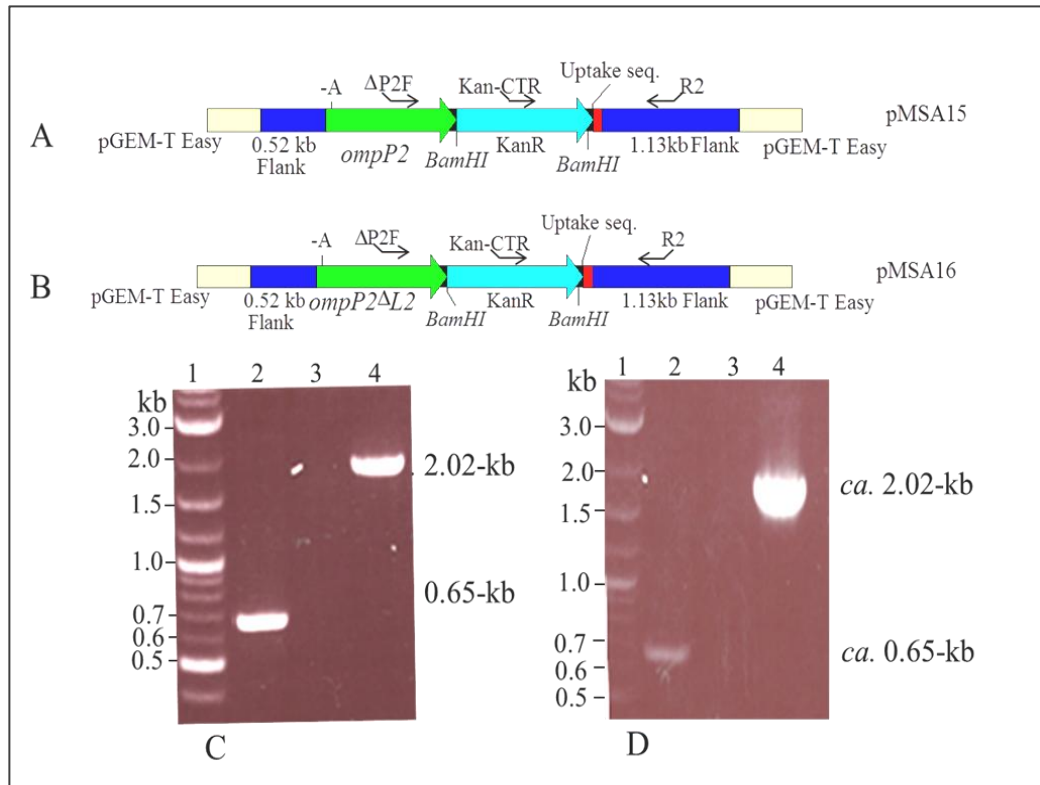 A
-A
ΔP2F
Kan-CTR
Uptake seq.
R2
pMSA15
pGEM-T Easy
0.52 kb
Flank
ompP2
BamHI
KanR
BamHI
1.13kb Flank
pGEM-T Easy
B
-A
ΔP2F
Kan-CTR
Uptake seq.
R2
pMSA16
pGEM-T Easy
0.52 kb
Flank
ompP2ΔL2
BamHI
KanR
BamHI
1.13kb Flank
pGEM-T Easy
1 2 3 4
kb
3.0
2.0
1.5
1.0
0.7
0.6
0.5
2.02-kb
0.65-kb
C
1 2 3 4
kb
3.0
2.0
1.5
1.0
0.7
0.6
0.5
ca. 2.02-kb
ca. 0.65-kb
D